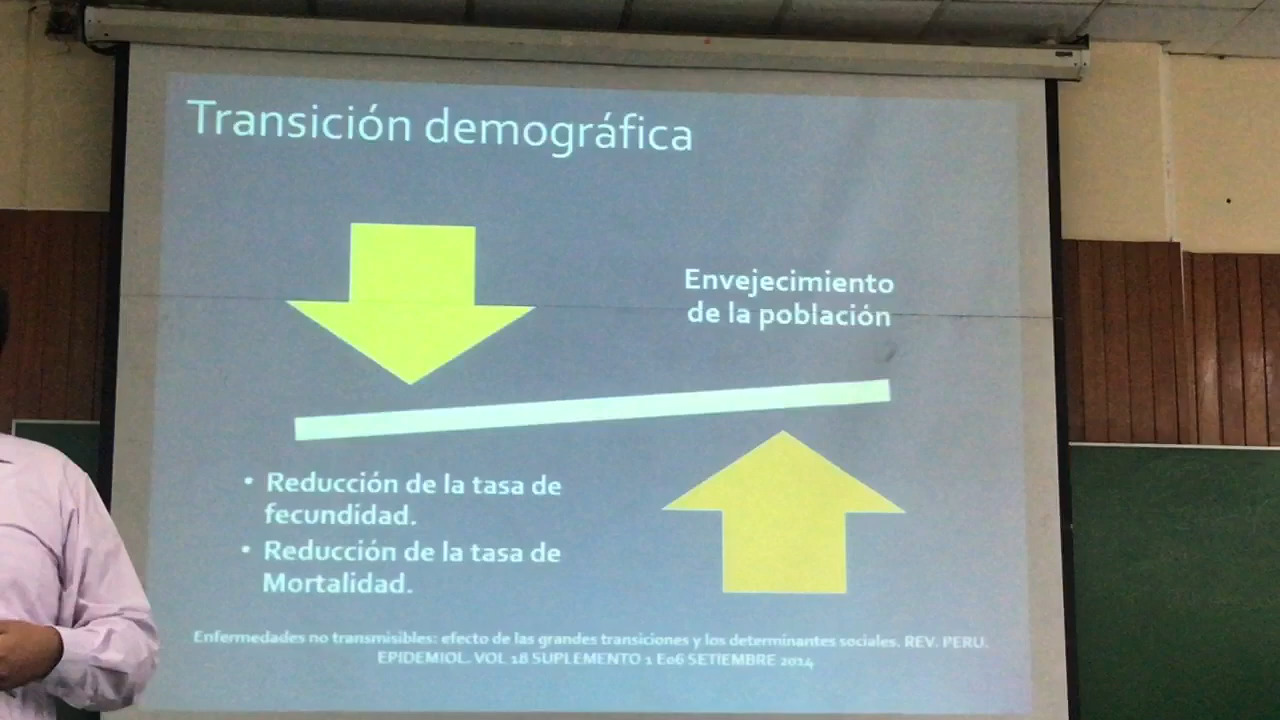 Transición demográfica
Envejecimiento
de la población
• Reducción de la tasa de
fecundidad.
• Reducción de la tasa de
Mortalidad.
Enfermedades no transmisibles: efecto de las grandes transiciones y los determinantes sociales. REV. PERU.
EPIDEMIOL. VOL 18 SUPLEMENTO 1 E06 SETIEMBRE 2014